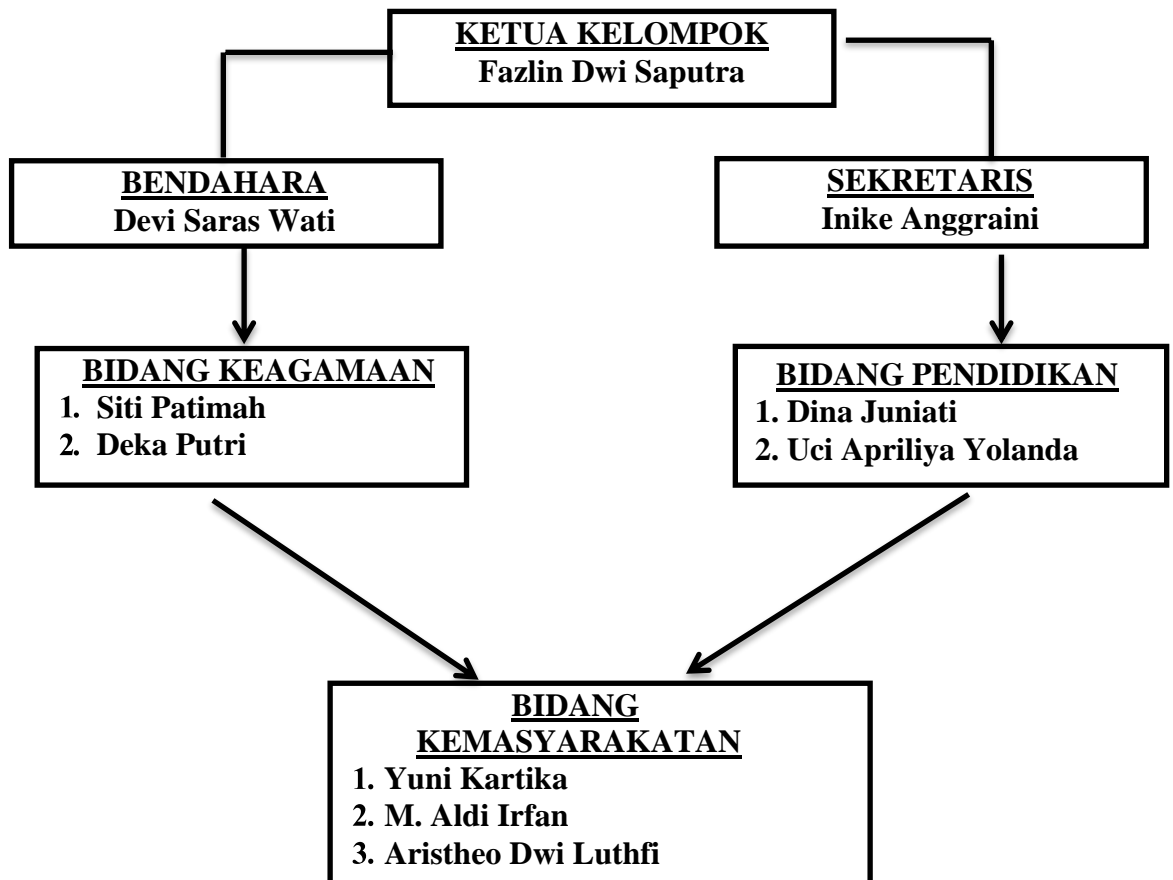 KETUA KELOMPOK
Fazlin Dwi Saputra
BENDAHARA
Devi Saras Wati
SEKRETARIS
Inike Anggraini
BIDANG KEAGAMAAN
1. Siti Patimah
2. Deka Putri
BIDANG PENDIDIKAN
1. Dina Juniati
2. Uci Apriliya Yolanda
BIDANG
KEMASYARAKATAN
1. Yuni Kartika
2. M. Aldi Irfan
3. Aristheo Dwi Luthfi